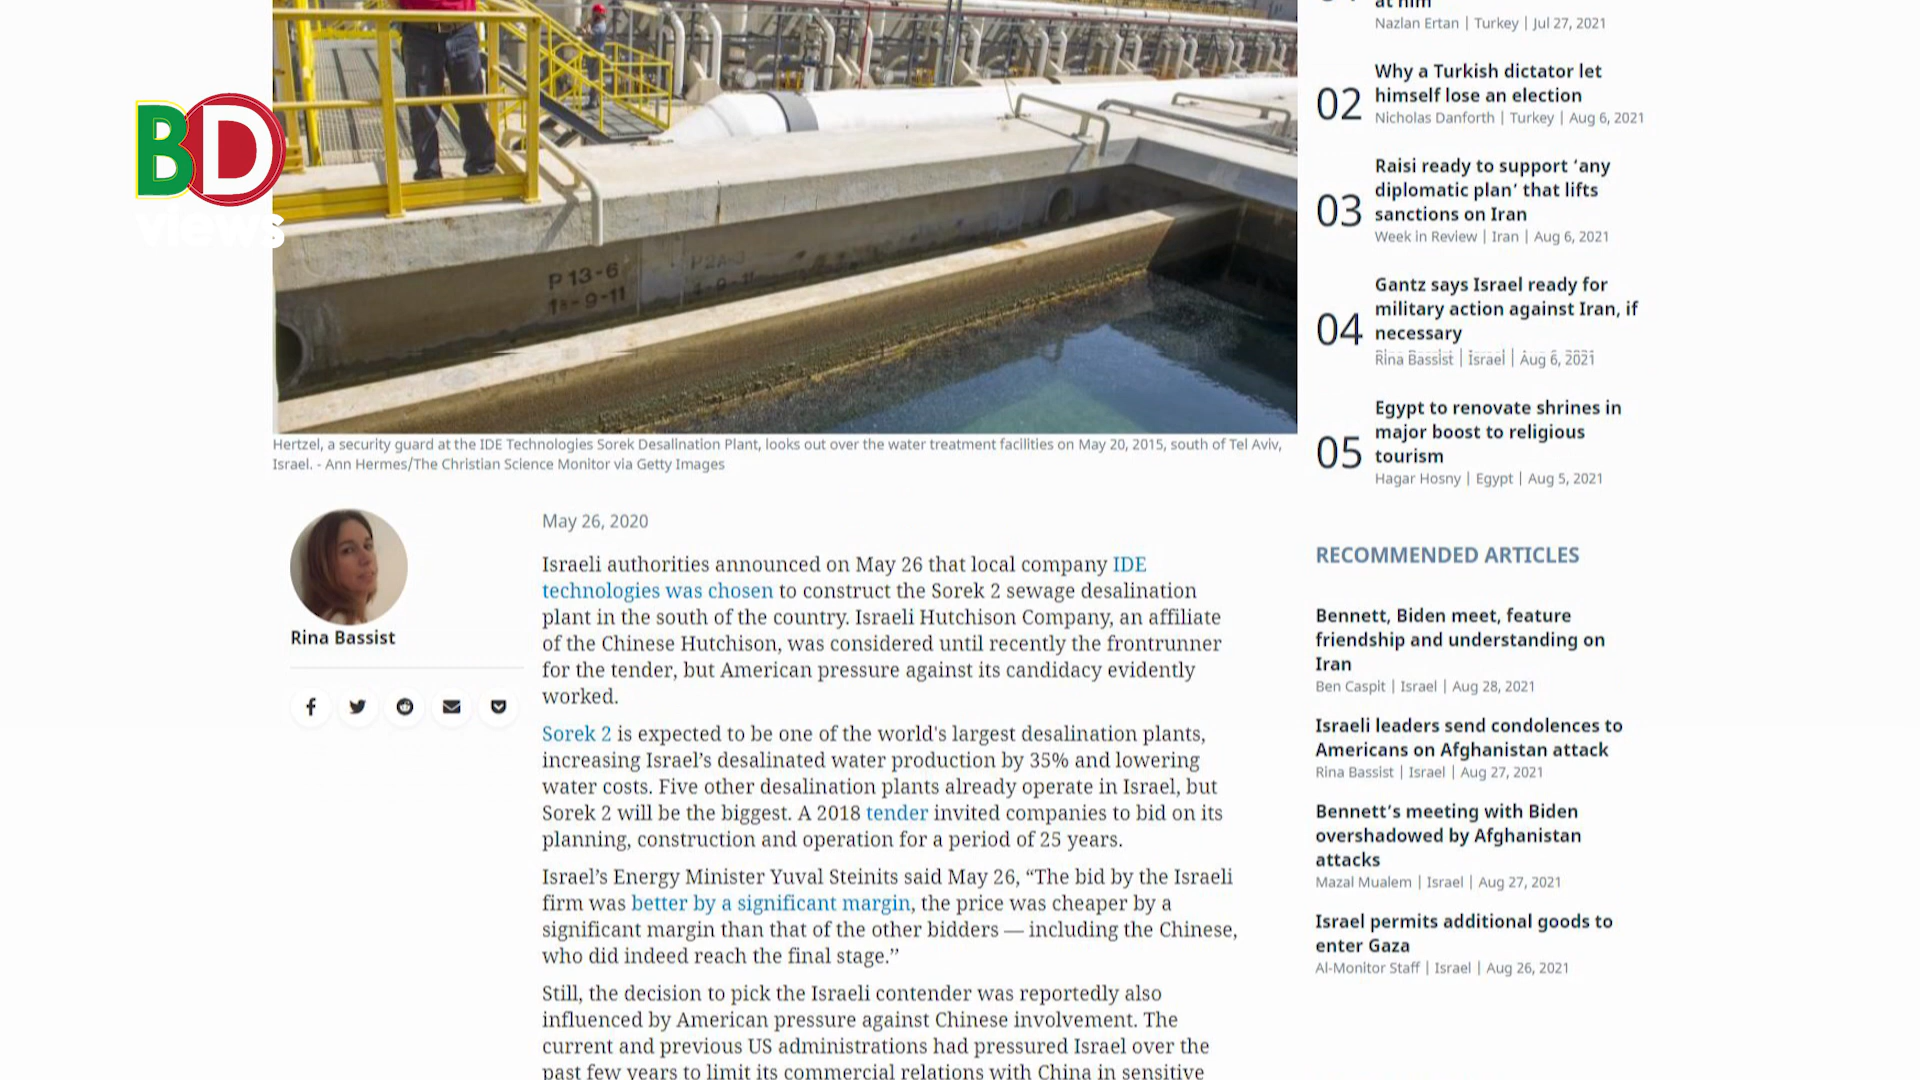 at him
Nazlan Ertan | Turkey | Jul 27, 2021
02
Why a Turkish dictator let
himself lose an election
Nicholas Danforth | Turkey | Aug 6, 2021
03
Raisi ready to support ‘any
diplomatic plan’ that lifts
sanctions on Iran
Week in Review | Iran | Aug 6, 2021
04
Gantz says Israel ready for
military action against Iran, if
necessary
Rina Bassist | Israel | Aug 6, 2021
05
Egypt to renovate shrines in
major boost to religious
tourism
Hagar Hosny | Egypt | Aug 5, 2021
BD
views
P 13-6
18-9-11
Hertzel, a security guard at the IDE Technologies Sorek Desalination Plant, looks out over the water treatment facilities on May 20, 2015, south of Tel Aviv,
Israel. - Ann Hermes/The Christian Science Monitor via Getty Images
Rina Bassist
May 26, 2020
Israeli authorities announced on May 26 that local company IDE
technologies was chosen to construct the Sorek 2 sewage desalination
plant in the south of the country. Israeli Hutchison Company, an affiliate
of the Chinese Hutchison, was considered until recently the frontrunner
for the tender, but American pressure against its candidacy evidently
worked.
Sorek 2 is expected to be one of the world's largest desalination plants,
increasing Israel’s desalinated water production by 35% and lowering
water costs. Five other desalination plants already operate in Israel, but
Sorek 2 will be the biggest. A 2018 tender invited companies to bid on its
planning, construction and operation for a period of 25 years.
Israel’s Energy Minister Yuval Steinits said May 26, “The bid by the Israeli
firm was better by a significant margin, the price was cheaper by a
significant margin than that of the other bidders — including the Chinese,
who did indeed reach the final stage.”
Still, the decision to pick the Israeli contender was reportedly also
influenced by American pressure against Chinese involvement. The
current and previous US administrations had pressured Israel over the
past few years to limit its commercial relations with China in sensitive
RECOMMENDED ARTICLES
Bennett, Biden meet, feature
friendship and understanding on
Iran
Ben Caspit | Israel | Aug 28, 2021
Israeli leaders send condolences to
Americans on Afghanistan attack
Rina Bassist | Israel | Aug 27, 2021
Bennett’s meeting with Biden
overshadowed by Afghanistan
attacks
Mazal Mualem | Israel | Aug 27, 2021
Israel permits additional goods to
enter Gaza
Al-Monitor Staff | Israel | Aug 26, 2021